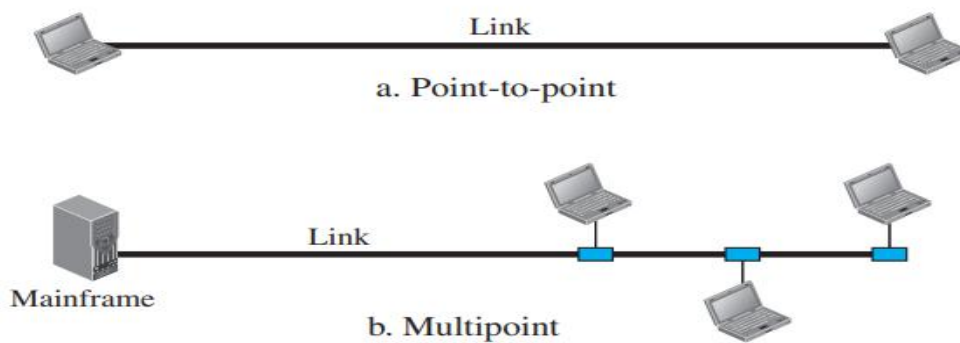 Link
a. Point-to-point
Link
Mainframe
b. Multipoint